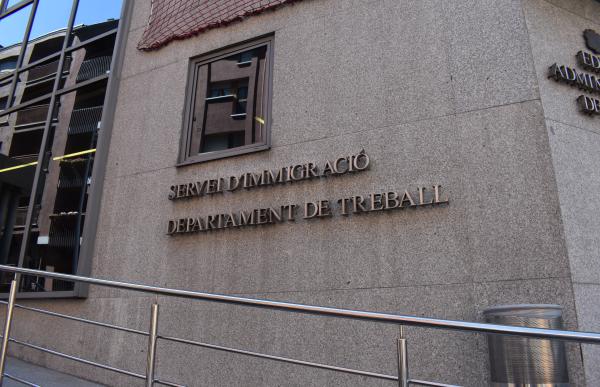 SERVEI D'IMMIGRACIÓ
DEPARTAMENT DE TREBALL